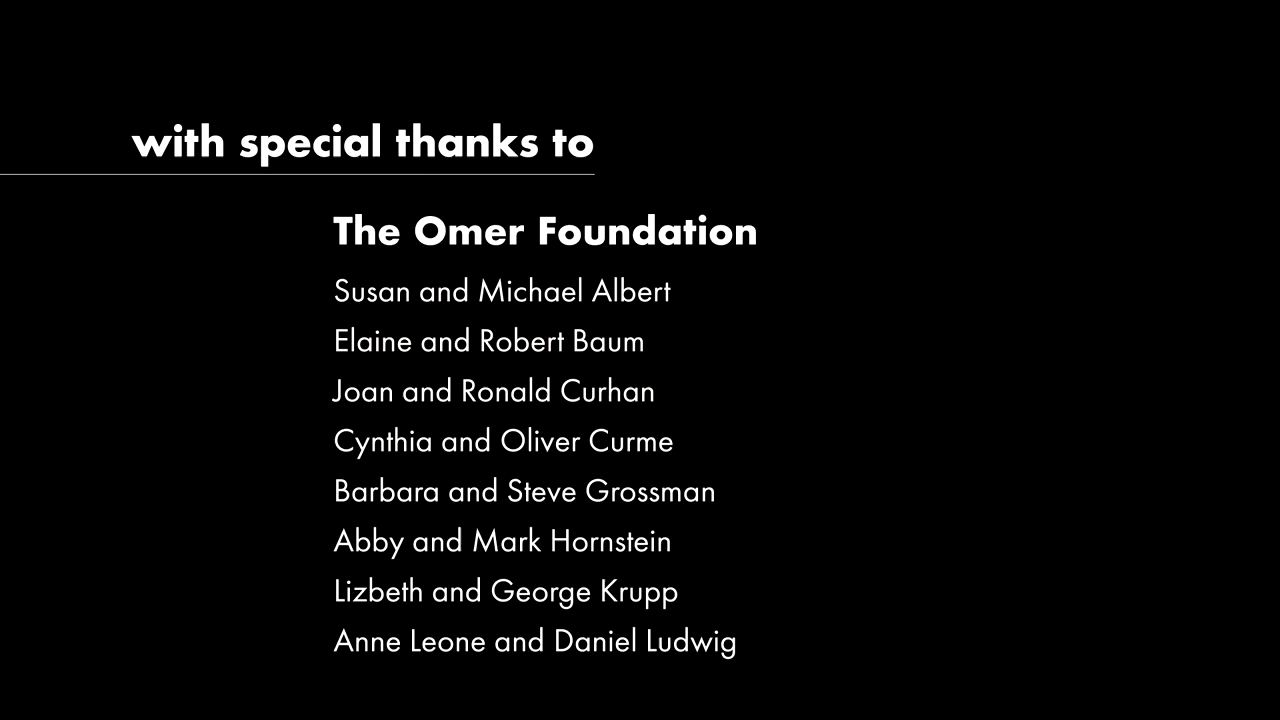 with special thanks to
The Omer Foundation
Susan and Michael Albert
Elaine and Robert Baum
Joan and Ronald Curhan
Cynthia and Oliver Curme
Barbara and Steve Grossman
Abby and Mark Hornstein
Lizbeth and George Krupp
Anne Leone and Daniel Ludwig